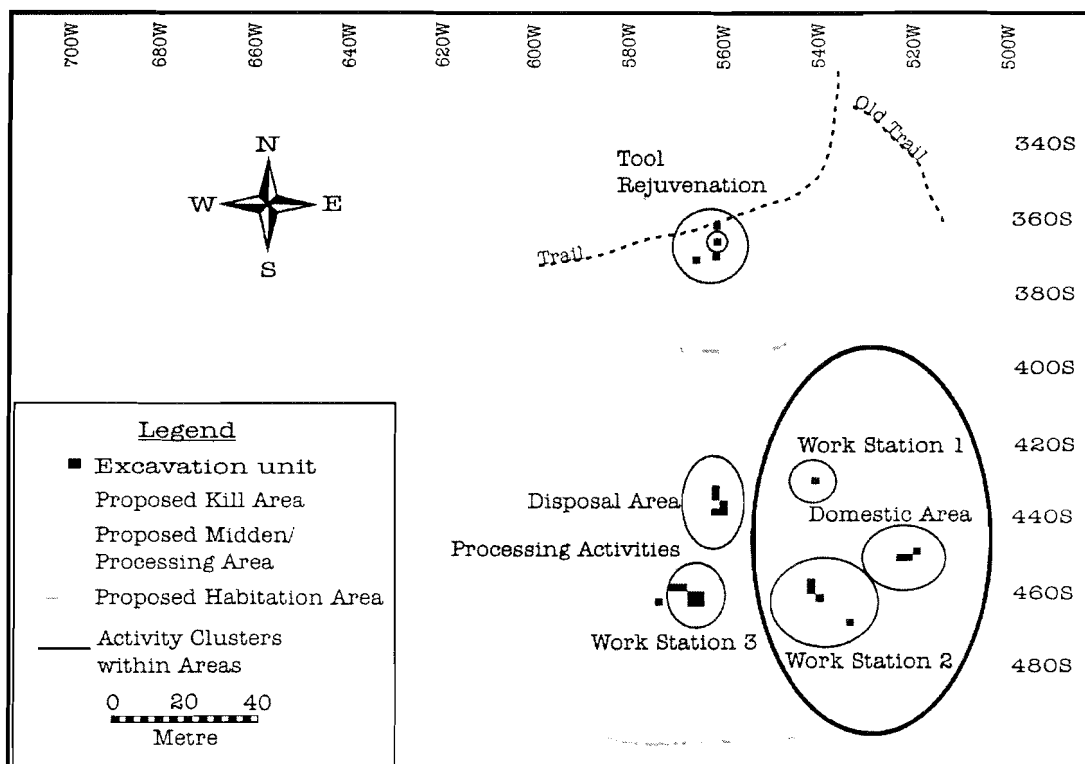 700W
680W
660W
640W
620W
600W
580W
560W
540W
520W
500W
340S
360S
380S
400S
420S
440S
460S
480S
N
W
E
S
Tool
Rejuvenation
Trail
Old Trail
Work Station 1
Disposal Area
Domestic Area
Processing Activities
Work Station 3
Work Station 2
Legend
Excavation unit
Proposed Kill Area
Proposed Midden/
Processing Area
Proposed Habitation Area
Activity Clusters
within Areas
0 20 40
Metre